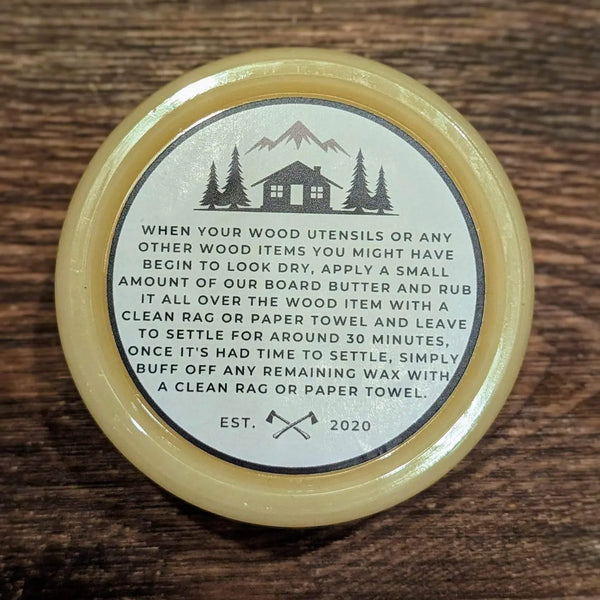 WHEN YOUR WOOD UTENSILS OR ANY
OTHER WOOD ITEMS YOU MIGHT HAVE
BEGIN TO LOOK DRY, APPLY A SMALL
AMOUNT OF OUR BOARD BUTTER AND RUB
IT ALL OVER THE WOOD ITEM WITH A
CLEAN RAG OR PAPER TOWEL AND LEAVE
TO SETTLE FOR AROUND 30 MINUTES,
ONCE IT'S HAD TIME TO SETTLE, SIMPLY
BUFF OFF ANY REMAINING WAX WITH
A CLEAN RAG OR PAPER TOWEL.
EST. 2020